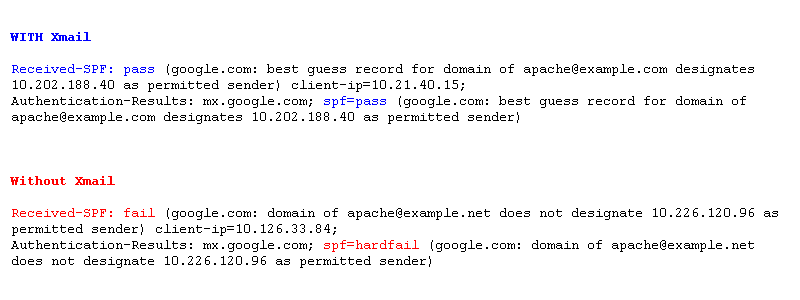 WITH Xmail
Received-SPF: pass (google.com: best guess record for domain of apache@example.com designates
10.202.188.40 as permitted sender) client-ip=10.21.40.15;
Authentication-Results: mx.google.com; spf=pass (google.com: best guess record for domain of
apache@example.com designates 10.202.188.40 as permitted sender)
Without Xmail
Received-SPF: fail (google.com: domain of apache@example.net does not designate 10.226.120.96 as
permitted sender) client-ip=10.126.33.84;
Authentication-Results: mx.google.com; spf=hardfail (google.com: domain of apache@example.net
does not designate 10.226.120.96 as permitted sender)